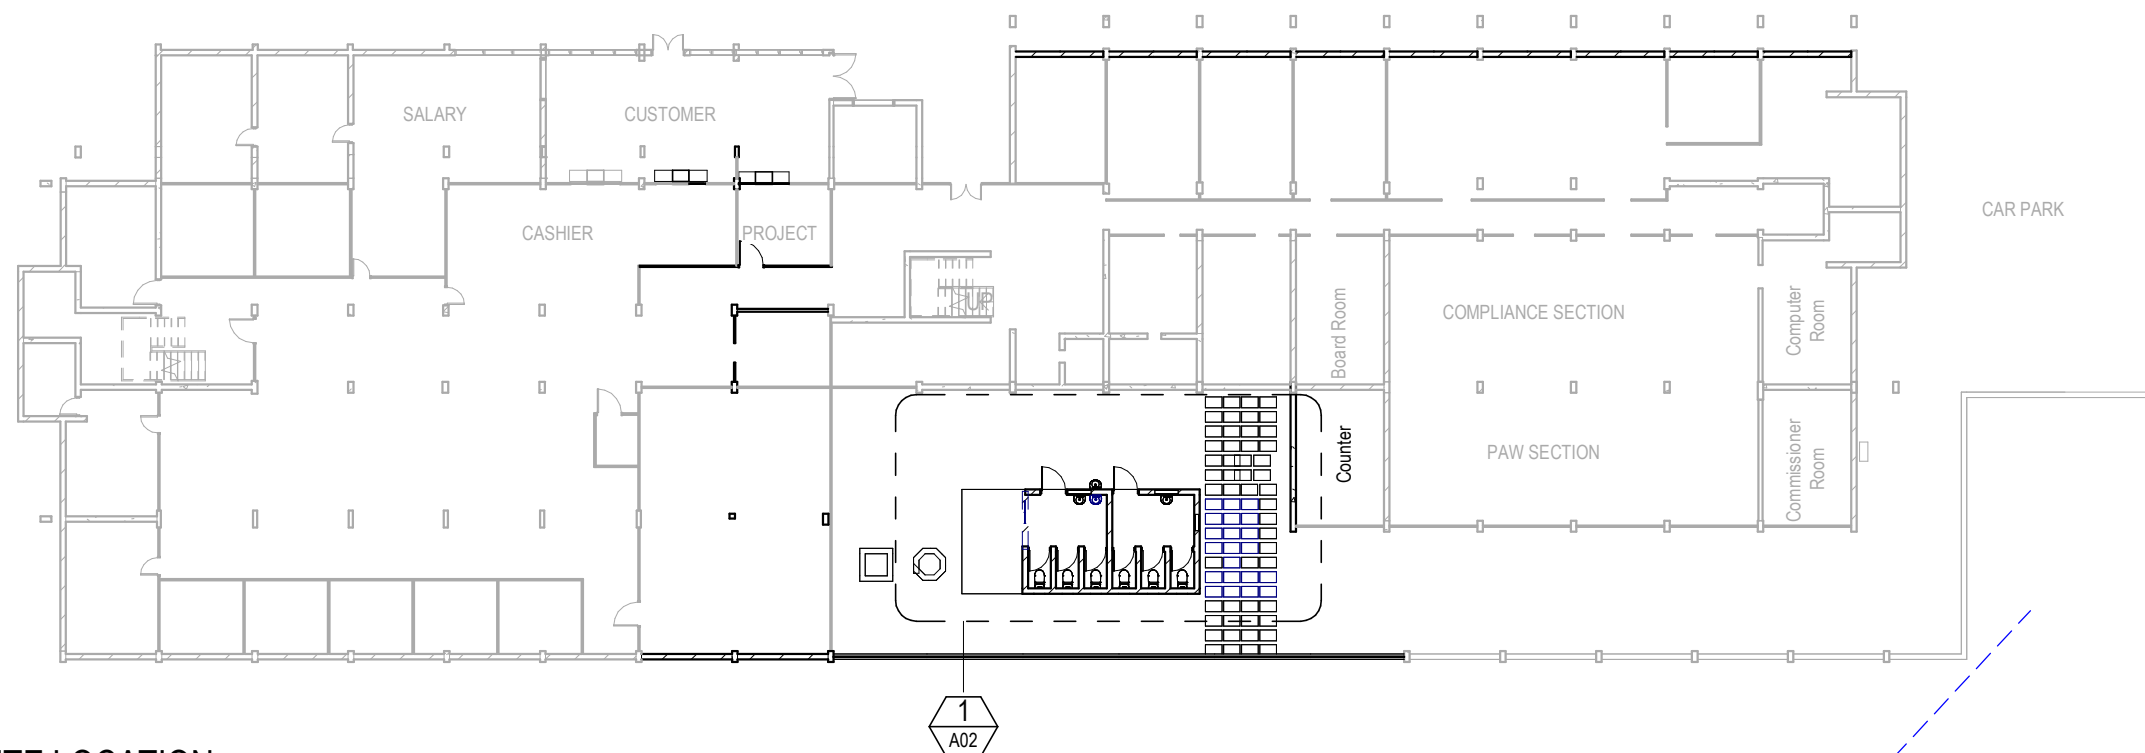 SALARY
CUSTOMER
CAR PARK
CASHIER
PROJECT
UP
Board Room
COMPLIANCE SECTION
Computer
Room
Counter
PAW SECTION
Commissioner
Room
1
A02
LOCATION